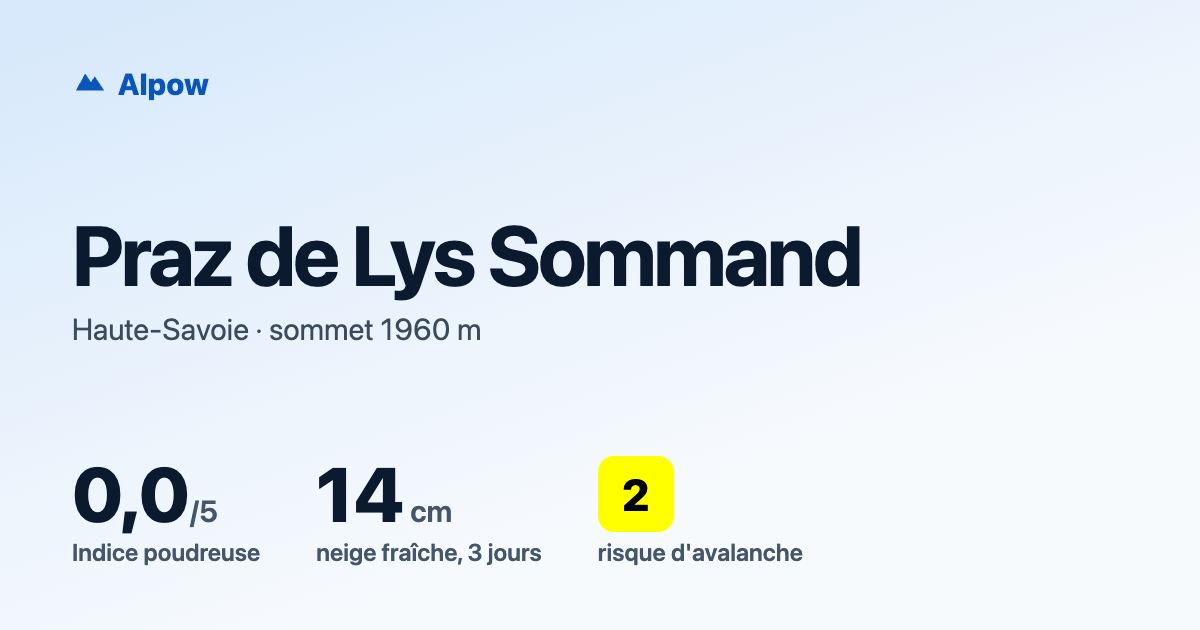 Alpow
Praz de Lys Sommand
Haute-Savoie · sommet 1960 m
0,0/5
Indice poudreuse
14 cm
neige fraîche, 3 jours
2
risque d'avalanche